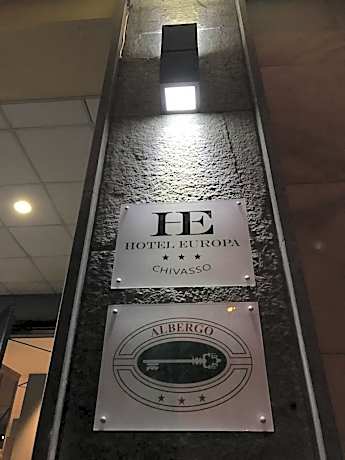 HE
HOTEL EUROPA
★ ★ ★
CHIVASSO
ALBERGO
★ ★ ★